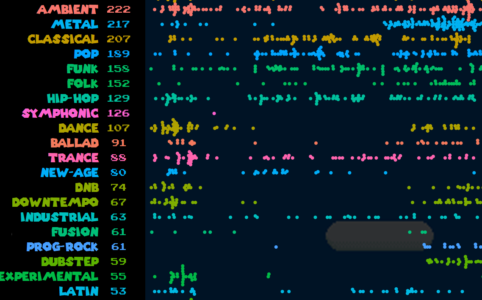 AMBIENT 222
METAL 217
CLASSICAL 207
POP 189
FUNK 158
FOLK 152
HIP-HOP 129
SYMPHONIC 126
DANCE 107
BALLAD 91
TRANCE 88
NEW-AGE 80
DNB 74
DOWNTEMPO 67
INDUSTRIAL 63
FUSION 61
PROG-ROCK 61
DUBSTEP 59
EXPERIMENTAL 55
LATIN 53